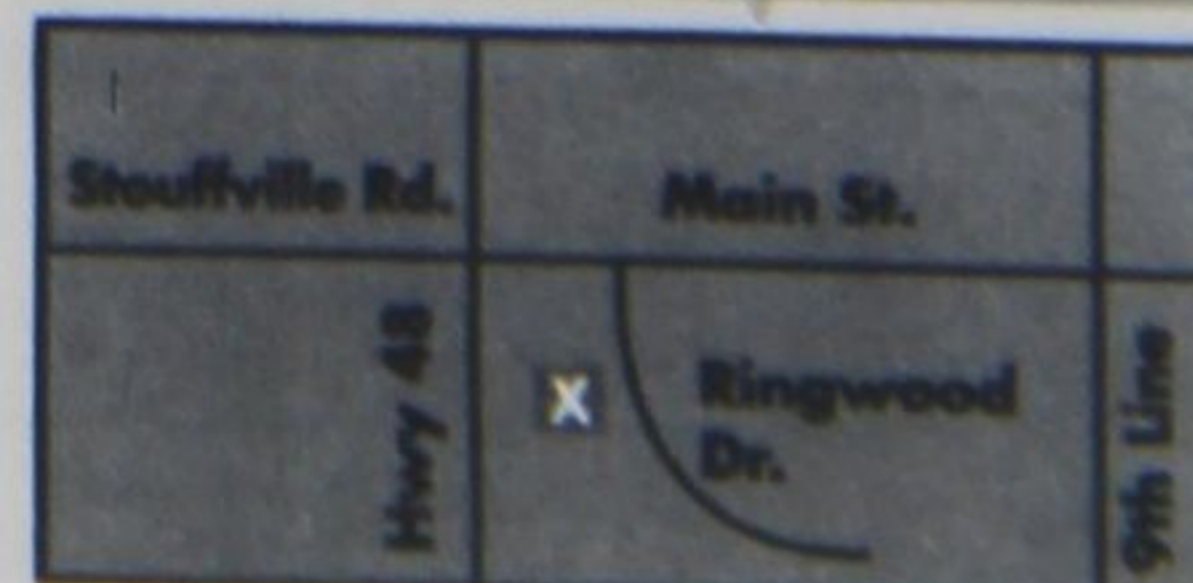 Stouffville Rd.
Main St.
Hwy 48
X
Ringwood
Dr.
9th Line